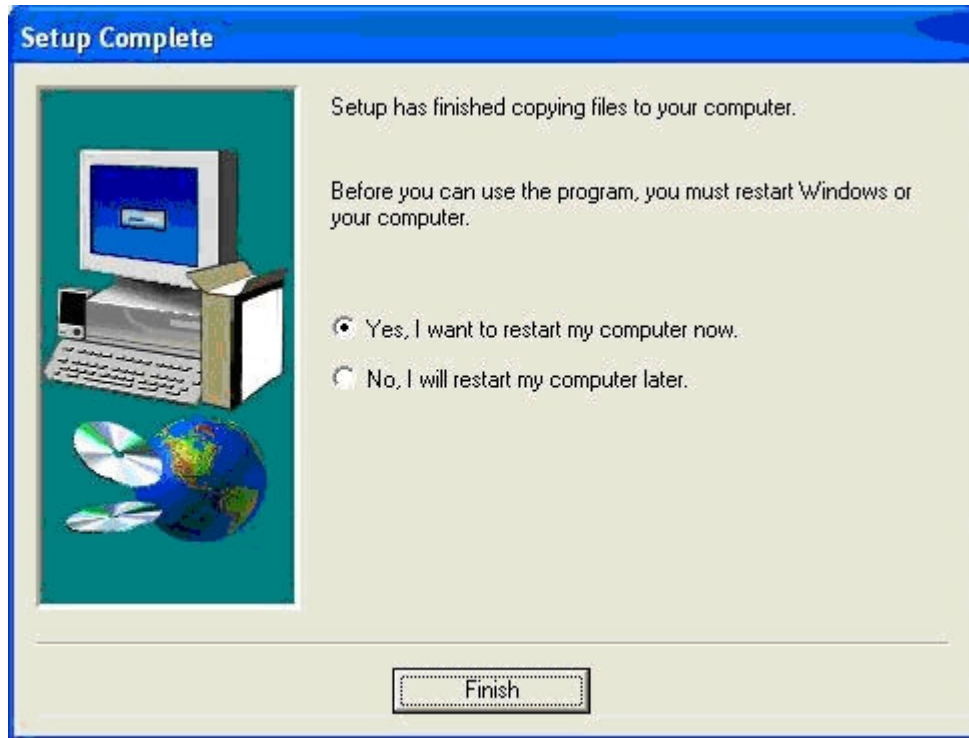 Setup Complete
Setup has finished copying files to your computer.
Before you can use the program, you must restart Windows or
your computer.
Yes, I want to restart my computer now.
No, I will restart my computer later.
Finish